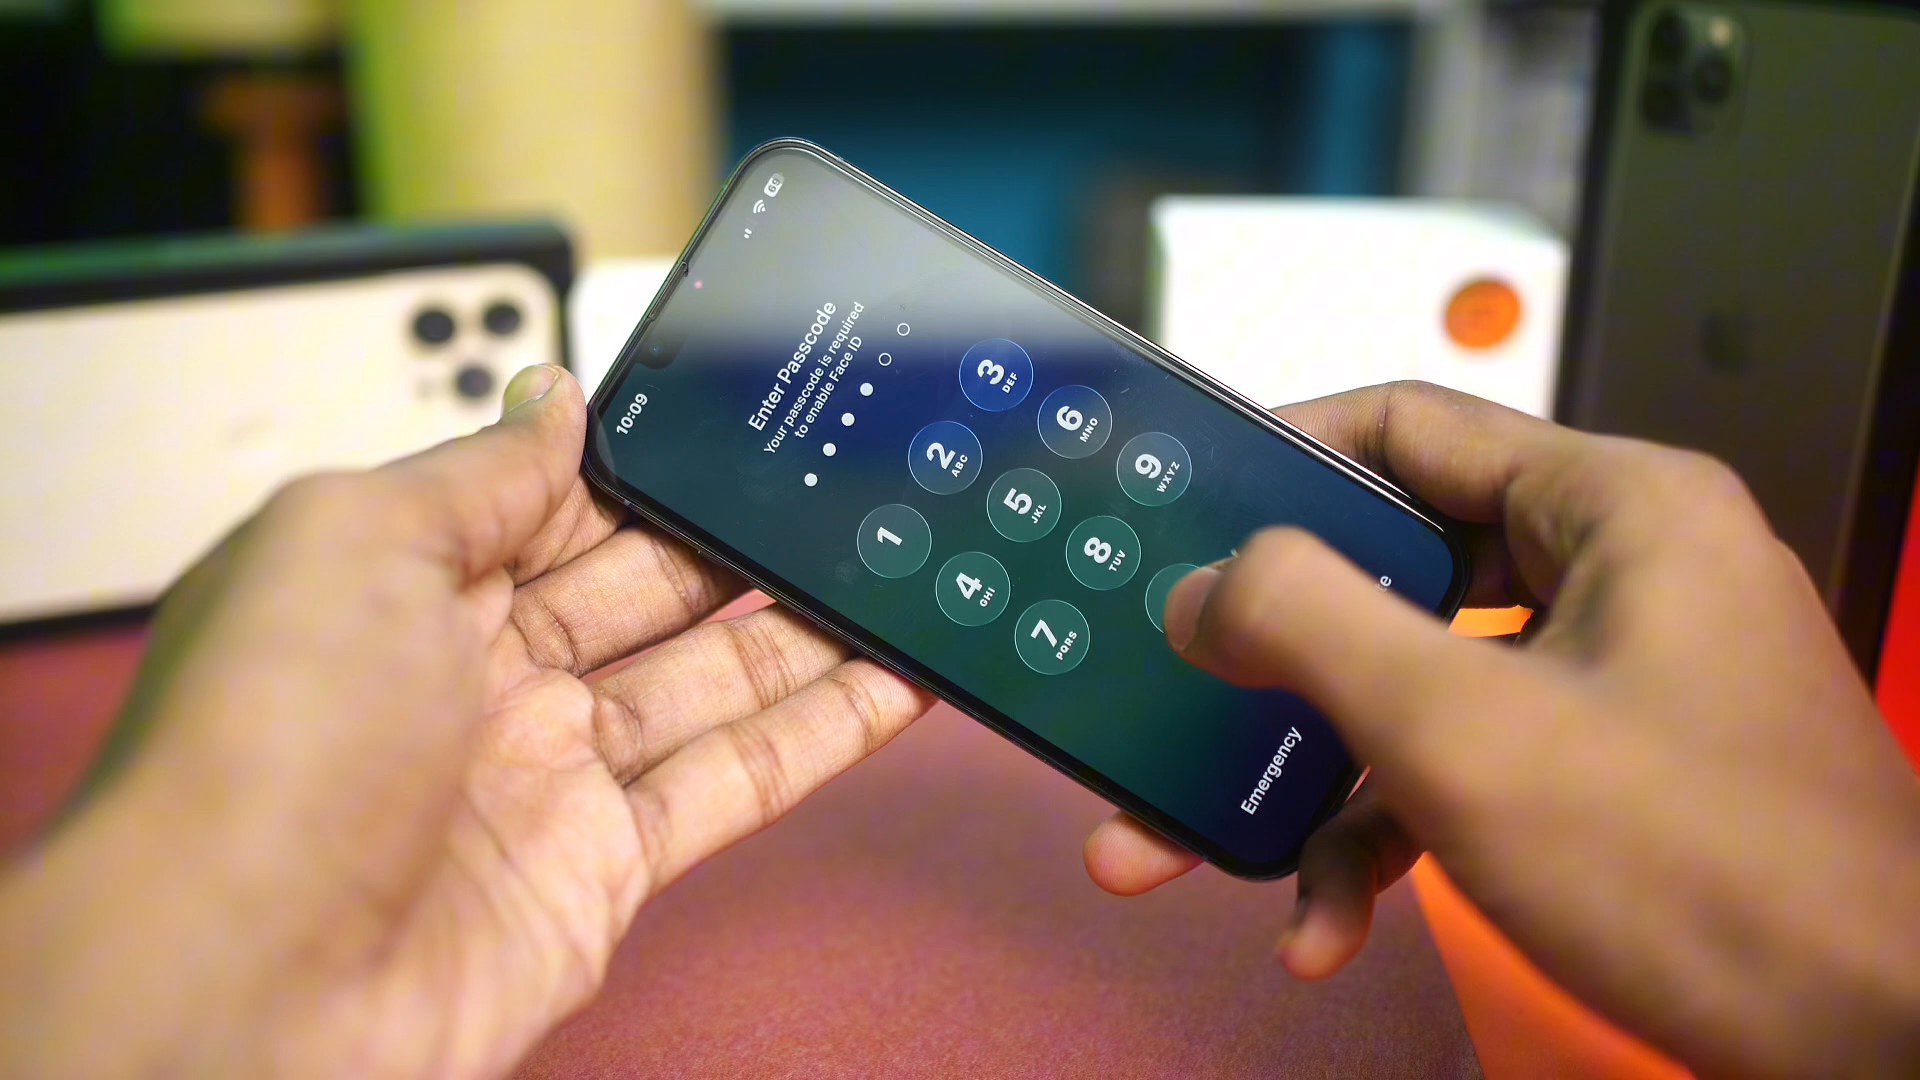 10:09
69
Enter Passcode
Your passcode is required
to enable Face ID
1
2
ABC
3
DEF
4
GHI
5
JKL
6
MNO
7
PQRS
8
TUV
9
WXYZ
Emergency